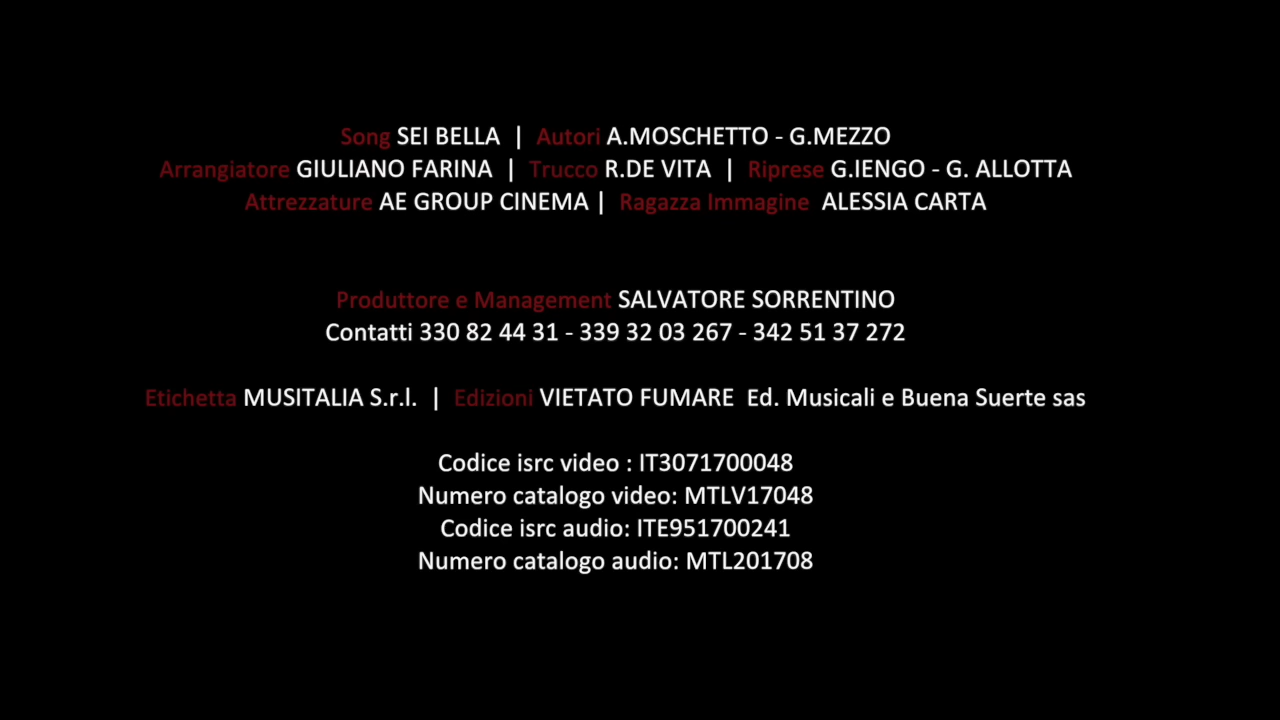 Song SEI BELLA | Autori A.MOSCHETTO - G.MEZZO
Arrangiatore GIULIANO FARINA | Trucco R.DE VITA | Riprese G.IENGO - G. ALLOTTA
Attrezzature AE GROUP CINEMA | Ragazza Immagine ALESSIA CARTA
Produttore e Management SALVATORE SORRENTINO
Contatti 330 82 44 31 - 339 32 03 267 - 342 51 37 272
Etichetta MUSITALIA S.r.l. | Edizioni VIETATO FUMARE Ed. Musicali e Buena Suerte sas
Codice isrc video : IT3071700048
Numero catalogo video: MTLV17048
Codice isrc audio: ITE951700241
Numero catalogo audio: MTL201708